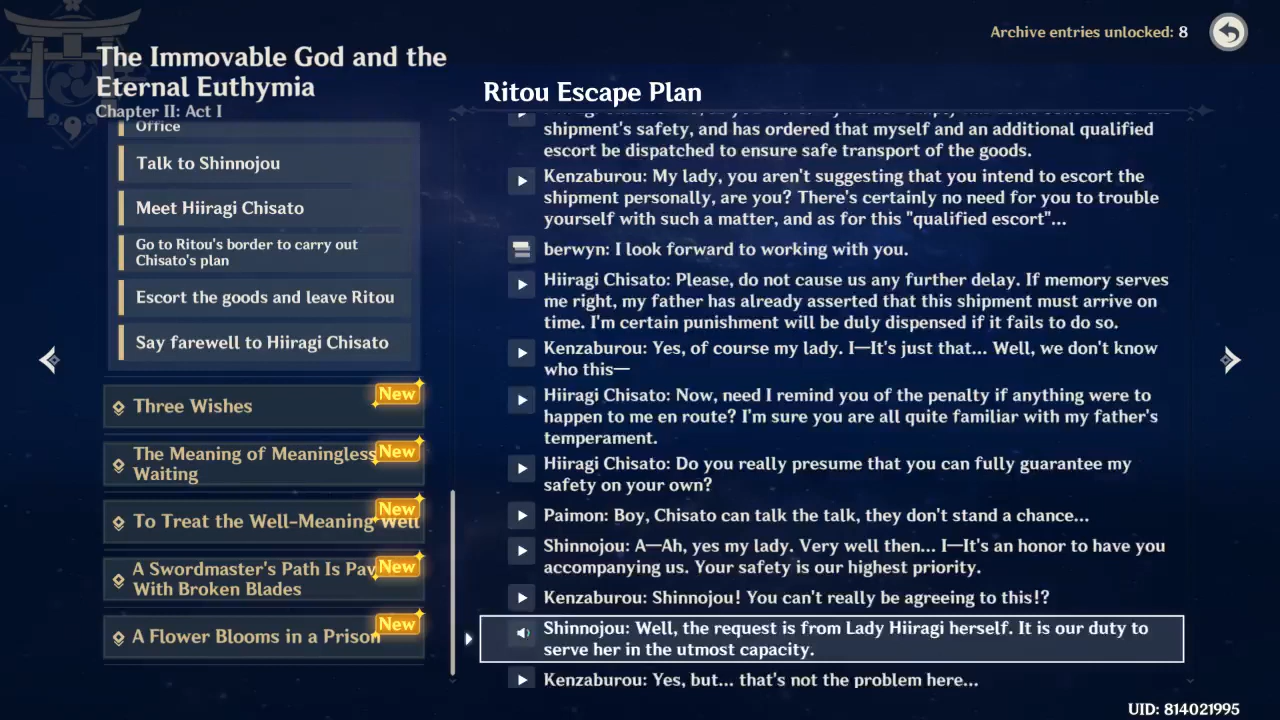 Archive entries unlocked: 8
The Immovable God and the
Eternal Euthymia
Chapter II: Act I
Ritou Escape Plan
Office
Talk to Shinnojou
Meet Hiiragi Chisato
Go to Ritou's border to carry out
Chisato's plan
Escort the goods and leave Ritou
Say farewell to Hiiragi Chisato
Three Wishes
New
The Meaning of Meaningless
Waiting
New
To Treat the Well-Meaning Well
New
A Swordmaster's Path Is Pav
With Broken Blades
New
A Flower Blooms in a Prison
New
shipment's safety, and has ordered that myself and an additional qualified
escort be dispatched to ensure safe transport of the goods.
Kenzaburou: My lady, you aren't suggesting that you intend to escort the
shipment personally, are you? There's certainly no need for you to trouble
yourself with such a matter, and as for this "qualified escort"...
berwyn: I look forward to working with you.
Hiiragi Chisato: Please, do not cause us any further delay. If memory serves
me right, my father has already asserted that this shipment must arrive on
time. I'm certain punishment will be duly dispensed if it fails to do so.
Kenzaburou: Yes, of course my lady. I—It's just that... Well, we don't know
who this—
Hiiragi Chisato: Now, need I remind you of the penalty if anything were to
happen to me en route? I'm sure you are all quite familiar with my father's
temperament.
Hiiragi Chisato: Do you really presume that you can fully guarantee my
safety on your own?
Paimon: Boy, Chisato can talk the talk, they don't stand a chance...
Shinnojou: A—Ah, yes my lady. Very well then... I—It's an honor to have you
accompanying us. Your safety is our highest priority.
Kenzaburou: Shinnojou! You can't really be agreeing to this!?
Shinnojou: Well, the request is from Lady Hiiragi herself. It is our duty to
serve her in the utmost capacity.
Kenzaburou: Yes, but... that's not the problem here...
UID: 814021995